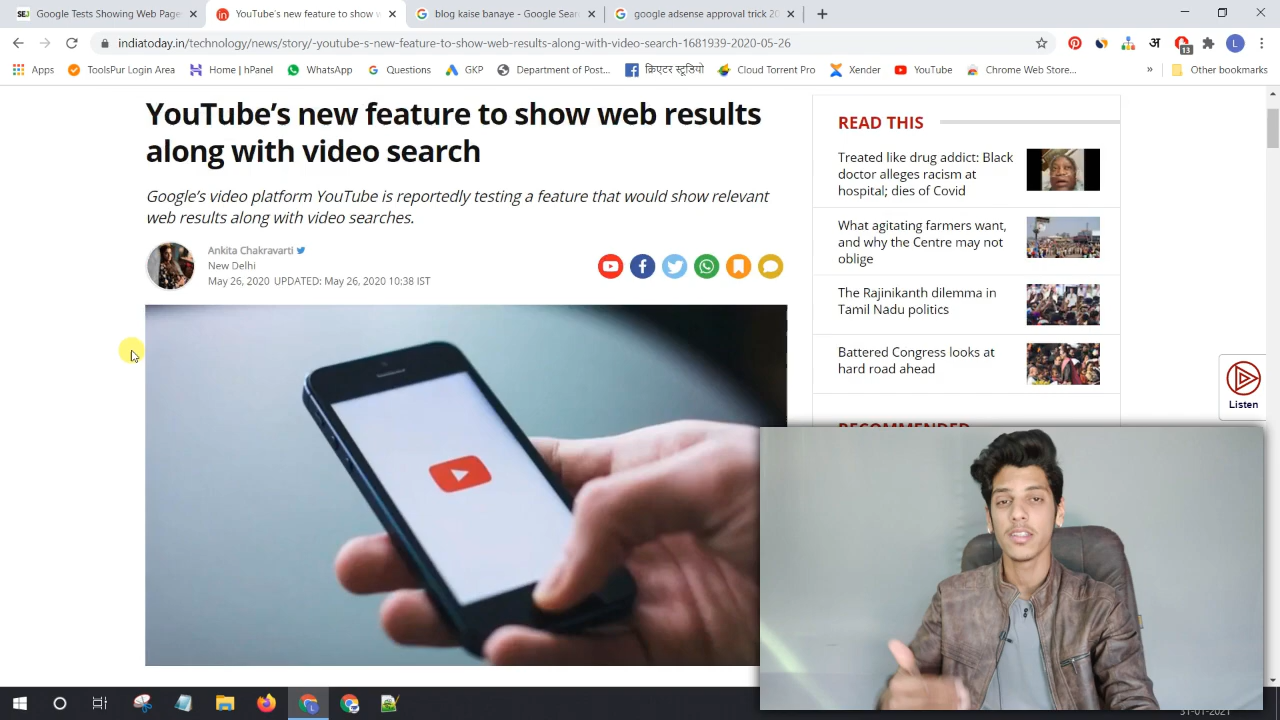 SEJ Google Tests Showing Web Page
YouTube's new feature to show w
blog kaise banaye - Google Sear
google adsense approval trick 20
indiatoday.in/technology/news/story/-youtube-s-new-feature-to-show-web-results-along-with-video-search-1681939-2020-05-26
अ
13
L
Apps
ToolsPur Login Area
Home | hPanel
WhatsApp
Questions
GKP
Department of Post...
क्रिएटर स्टूडियो
Cloud Torrent Pro
Xender
YouTube
Chrome Web Store...
»
Other bookmarks
YouTube's new feature to show web results
along with video search
Google's video platform YouTube is reportedly testing a feature that would show relevant
web results along with video searches.
Ankita Chakravarti
New Delhi
May 26, 2020 UPDATED: May 26, 2020 10:38 IST
READ THIS
Treated like drug addict: Black
doctor alleges racism at
hospital; dies of Covid
What agitating farmers want,
and why the Centre may not
oblige
The Rajinikanth dilemma in
Tamil Nadu politics
Battered Congress looks at
hard road ahead
Listen
RECOMMENDED
31-01-2021